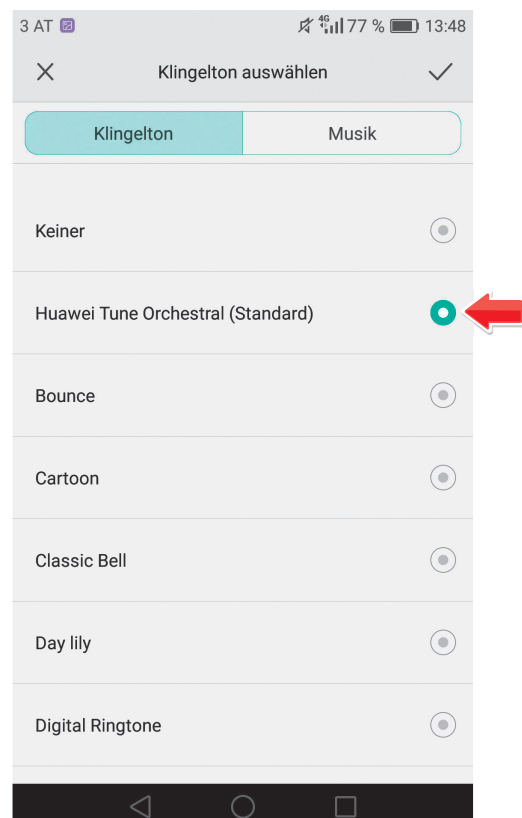 3 AT 4G 77 % 13:48
Klingelton auswählen
Klingelton Musik
Keiner
Huawei Tune Orchestral (Standard)
Bounce
Cartoon
Classic Bell
Day lily
Digital Ringtone